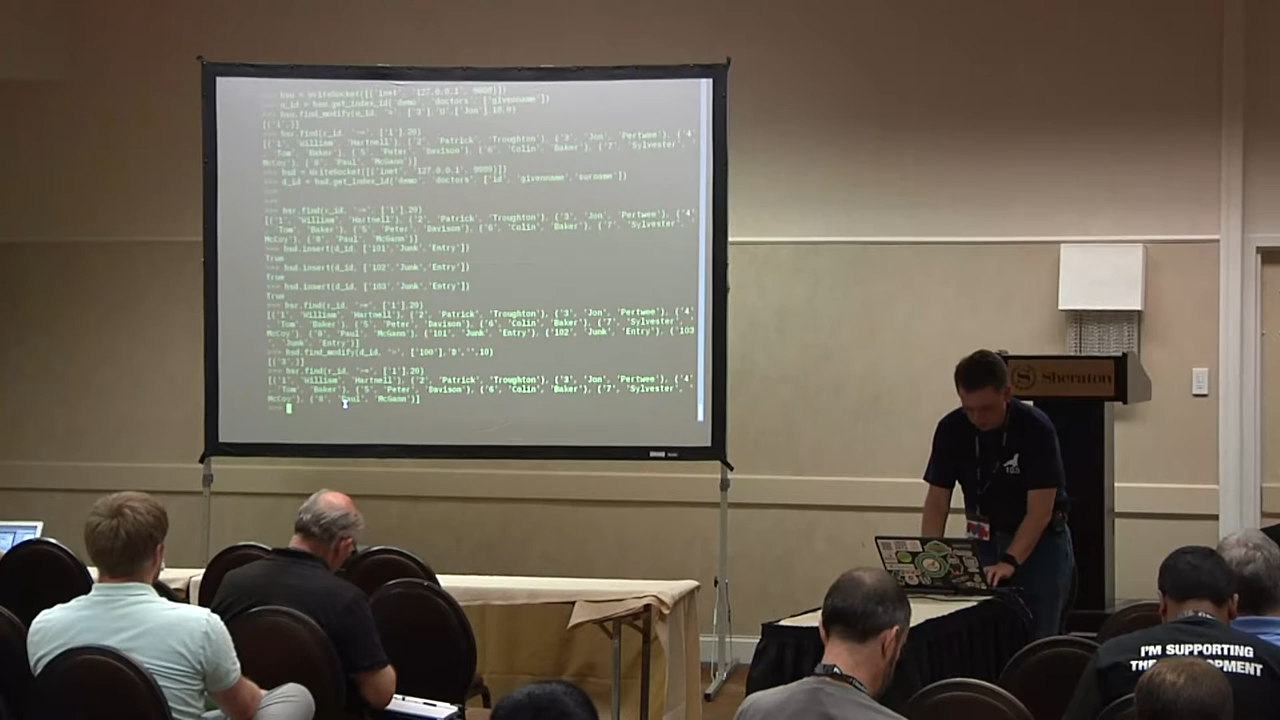 >>> hsw = WriteSocket([('inet', '127.0.0.1', 9999)])
>>> u_id = hsw.get_index_id('demo', 'doctors', ['givenname'])
>>> hsw.find_modify(u_id, '=', ['3'],'U',['Jon'],10,0)
[('1',)]
>>> hsr.find(r_id, '>=', ['1'],20)
[('1', 'William', 'Hartnell'), ('2', 'Patrick', 'Troughton'), ('3', 'Jon', 'Pertwee'), ('4'
, 'Tom', 'Baker'), ('5', 'Peter', 'Davison'), ('6', 'Colin', 'Baker'), ('7', 'Sylvester', '
McCoy'), ('8', 'Paul', 'McGann')]
>>> hsd = WriteSocket([('inet', '127.0.0.1', 9999)])
>>> d_id = hsd.get_index_id('demo', 'doctors', ['id', 'givenname','surname'])
>>>
>>>
>>> hsr.find(r_id, '>=', ['1'],20)
[('1', 'William', 'Hartnell'), ('2', 'Patrick', 'Troughton'), ('3', 'Jon', 'Pertwee'), ('4'
, 'Tom', 'Baker'), ('5', 'Peter', 'Davison'), ('6', 'Colin', 'Baker'), ('7', 'Sylvester', '
McCoy'), ('8', 'Paul', 'McGann')]
>>> hsd.insert(d_id, ['101','Junk','Entry'])
True
>>> hsd.insert(d_id, ['102','Junk','Entry'])
True
>>> hsd.insert(d_id, ['103','Junk','Entry'])
True
>>> hsr.find(r_id, '>=', ['1'],20)
[('1', 'William', 'Hartnell'), ('2', 'Patrick', 'Troughton'), ('3', 'Jon', 'Pertwee'), ('4'
, 'Tom', 'Baker'), ('5', 'Peter', 'Davison'), ('6', 'Colin', 'Baker'), ('7', 'Sylvester', '
McCoy'), ('8', 'Paul', 'McGann'), ('101', 'Junk', 'Entry'), ('102', 'Junk', 'Entry'), ('103
', 'Junk', 'Entry')]
>>> hsd.find_modify(d_id, '>', ['100'],'D','',10)
[('3',)]
>>> hsr.find(r_id, '>=', ['1'],20)
[('1', 'William', 'Hartnell'), ('2', 'Patrick', 'Troughton'), ('3', 'Jon', 'Pertwee'), ('4'
, 'Tom', 'Baker'), ('5', 'Peter', 'Davison'), ('6', 'Colin', 'Baker'), ('7', 'Sylvester', '
McCoy'), ('8', 'Paul', 'McGann')]
>>>
S Sheraton
I'M SUPPORTING